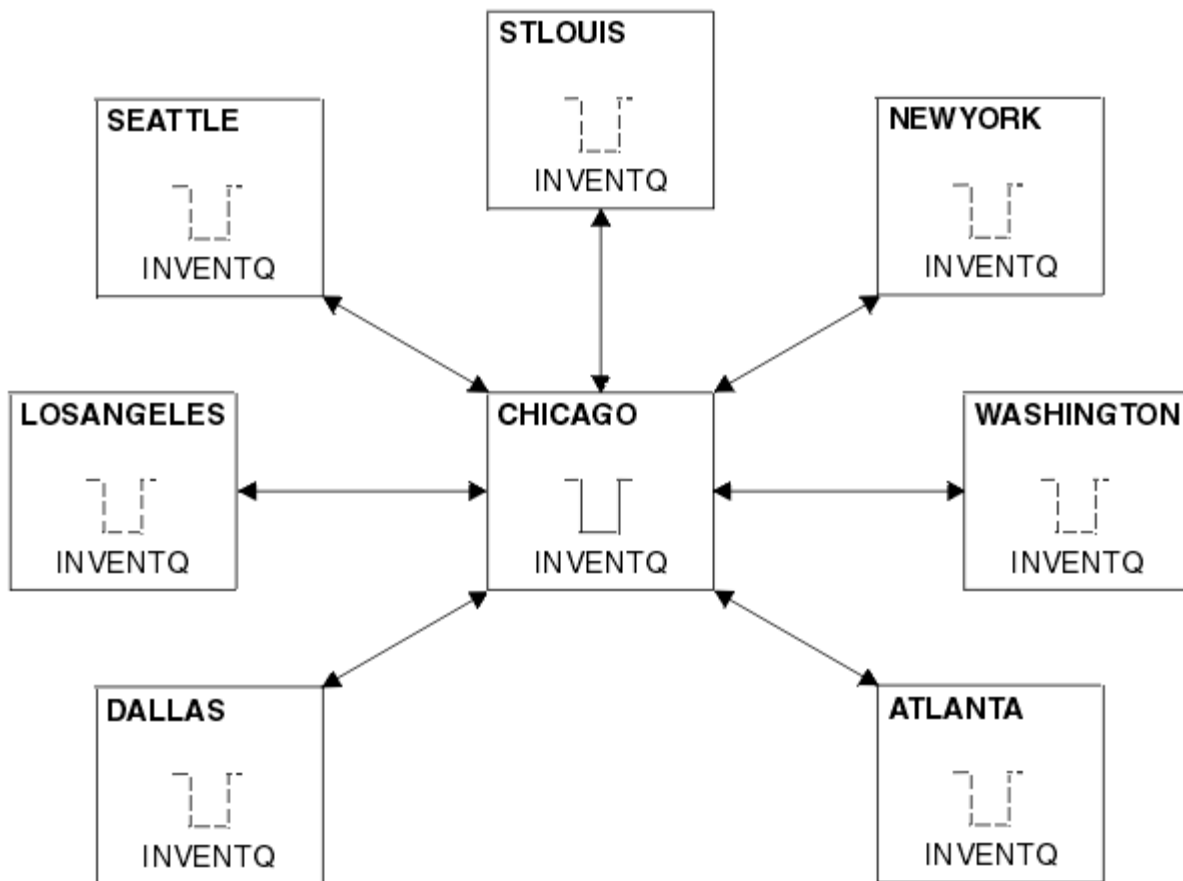 STLOUIS
INVENTQ
SEATTLE
INVENTQ
NEWYORK
INVENTQ
LOSANGELES
INVENTQ
CHICAGO
INVENTQ
WASHINGTON
INVENTQ
DALLAS
INVENTQ
ATLANTA
INVENTQ